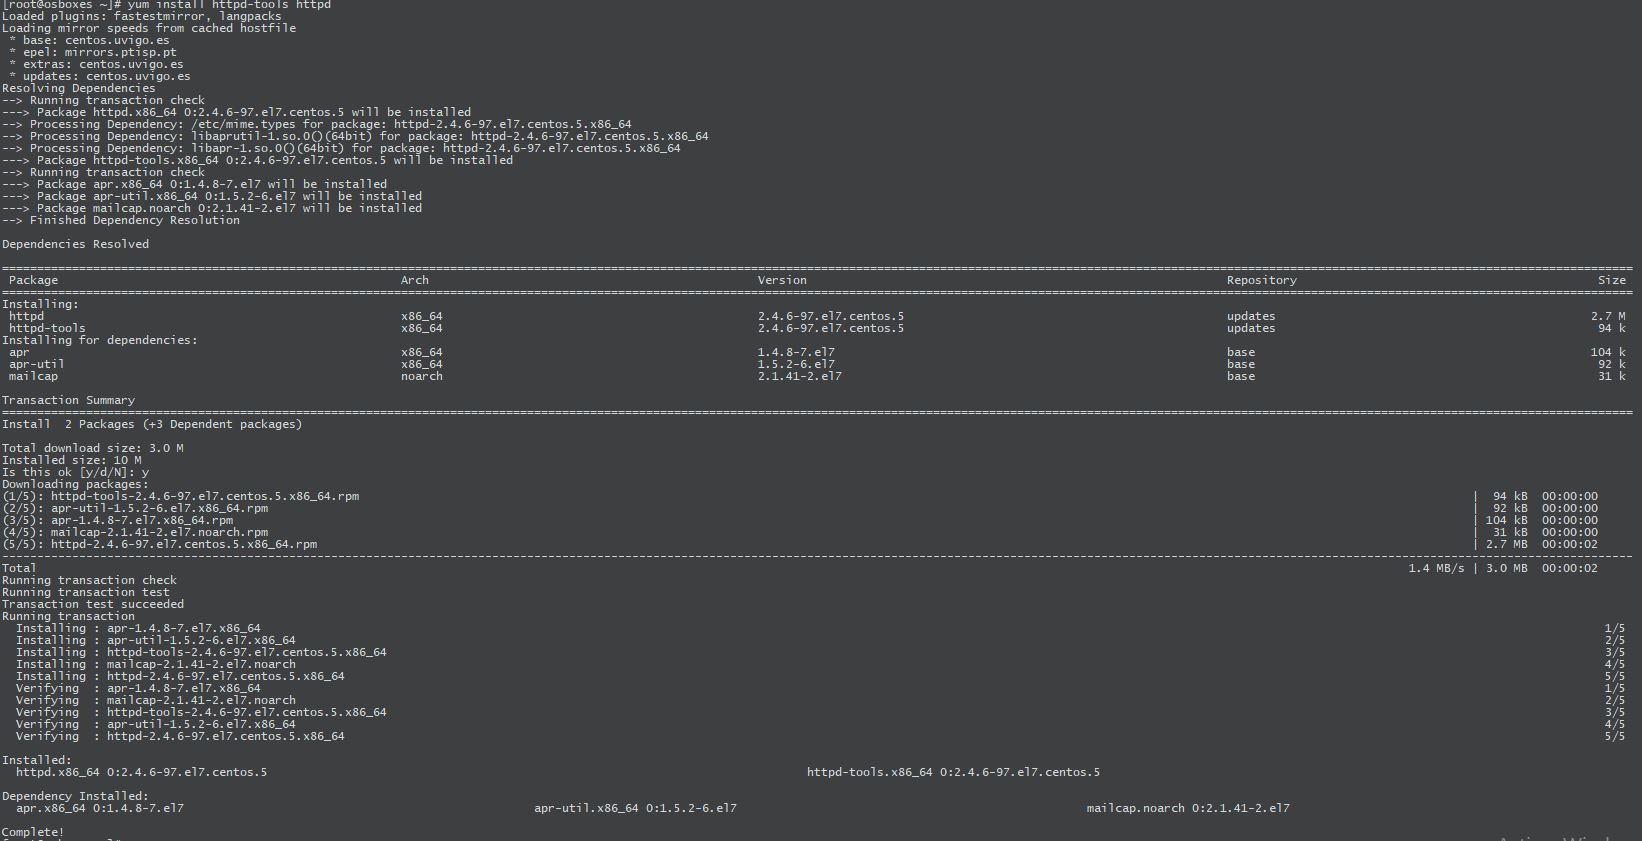 [root@osboxes ~]# yum install httpd-tools httpd
Loaded plugins: fastestmirror, langpacks
Loading mirror speeds from cached hostfile
 * base: centos.uvigo.es
 * epel: mirrors.ptisp.pt
 * extras: centos.uvigo.es
 * updates: centos.uvigo.es
Resolving Dependencies
--> Running transaction check
---> Package httpd.x86_64 0:2.4.6-97.el7.centos.5 will be installed
--> Processing Dependency: /etc/mime.types for package: httpd-2.4.6-97.el7.centos.5.x86_64
--> Processing Dependency: libaprutil-1.so.0()(64bit) for package: httpd-2.4.6-97.el7.centos.5.x86_64
--> Processing Dependency: libapr-1.so.0()(64bit) for package: httpd-2.4.6-97.el7.centos.5.x86_64
---> Package httpd-tools.x86_64 0:2.4.6-97.el7.centos.5 will be installed
--> Running transaction check
---> Package apr.x86_64 0:1.4.8-7.el7 will be installed
---> Package apr-util.x86_64 0:1.5.2-6.el7 will be installed
---> Package mailcap.noarch 0:2.1.41-2.el7 will be installed
--> Finished Dependency Resolution
Dependencies Resolved
Package Arch Version Repository Size
Installing:
httpd x86_64 2.4.6-97.el7.centos.5 updates 2.7 M
httpd-tools x86_64 2.4.6-97.el7.centos.5 updates 94 k
Installing for dependencies:
apr x86_64 1.4.8-7.el7 base 104 k
apr-util x86_64 1.5.2-6.el7 base 92 k
mailcap noarch 2.1.41-2.el7 base 31 k
Transaction Summary
Install  2 Packages (+3 Dependent packages)
Total download size: 3.0 M
Installed size: 10 M
Is this ok [y/d/N]: y
Downloading packages:
(1/5): httpd-tools-2.4.6-97.el7.centos.5.x86_64.rpm | 94 kB 00:00:00
(2/5): apr-util-1.5.2-6.el7.x86_64.rpm | 92 kB 00:00:00
(3/5): apr-1.4.8-7.el7.x86_64.rpm | 104 kB 00:00:00
(4/5): mailcap-2.1.41-2.el7.noarch.rpm | 31 kB 00:00:00
(5/5): httpd-2.4.6-97.el7.centos.5.x86_64.rpm | 2.7 MB 00:00:02
Total 1.4 MB/s | 3.0 MB 00:00:02
Running transaction check
Running transaction test
Transaction test succeeded
Running transaction
Installing : apr-1.4.8-7.el7.x86_64 1/5
Installing : apr-util-1.5.2-6.el7.x86_64 2/5
Installing : httpd-tools-2.4.6-97.el7.centos.5.x86_64 3/5
Installing : mailcap-2.1.41-2.el7.noarch 4/5
Installing : httpd-2.4.6-97.el7.centos.5.x86_64 5/5
Verifying  : apr-1.4.8-7.el7.x86_64 1/5
Verifying  : mailcap-2.1.41-2.el7.noarch 2/5
Verifying  : httpd-tools-2.4.6-97.el7.centos.5.x86_64 3/5
Verifying  : apr-util-1.5.2-6.el7.x86_64 4/5
Verifying  : httpd-2.4.6-97.el7.centos.5.x86_64 5/5
Installed:
httpd.x86_64 0:2.4.6-97.el7.centos.5 httpd-tools.x86_64 0:2.4.6-97.el7.centos.5
Dependency Installed:
apr.x86_64 0:1.4.8-7.el7 apr-util.x86_64 0:1.5.2-6.el7 mailcap.noarch 0:2.1.41-2.el7
Complete!